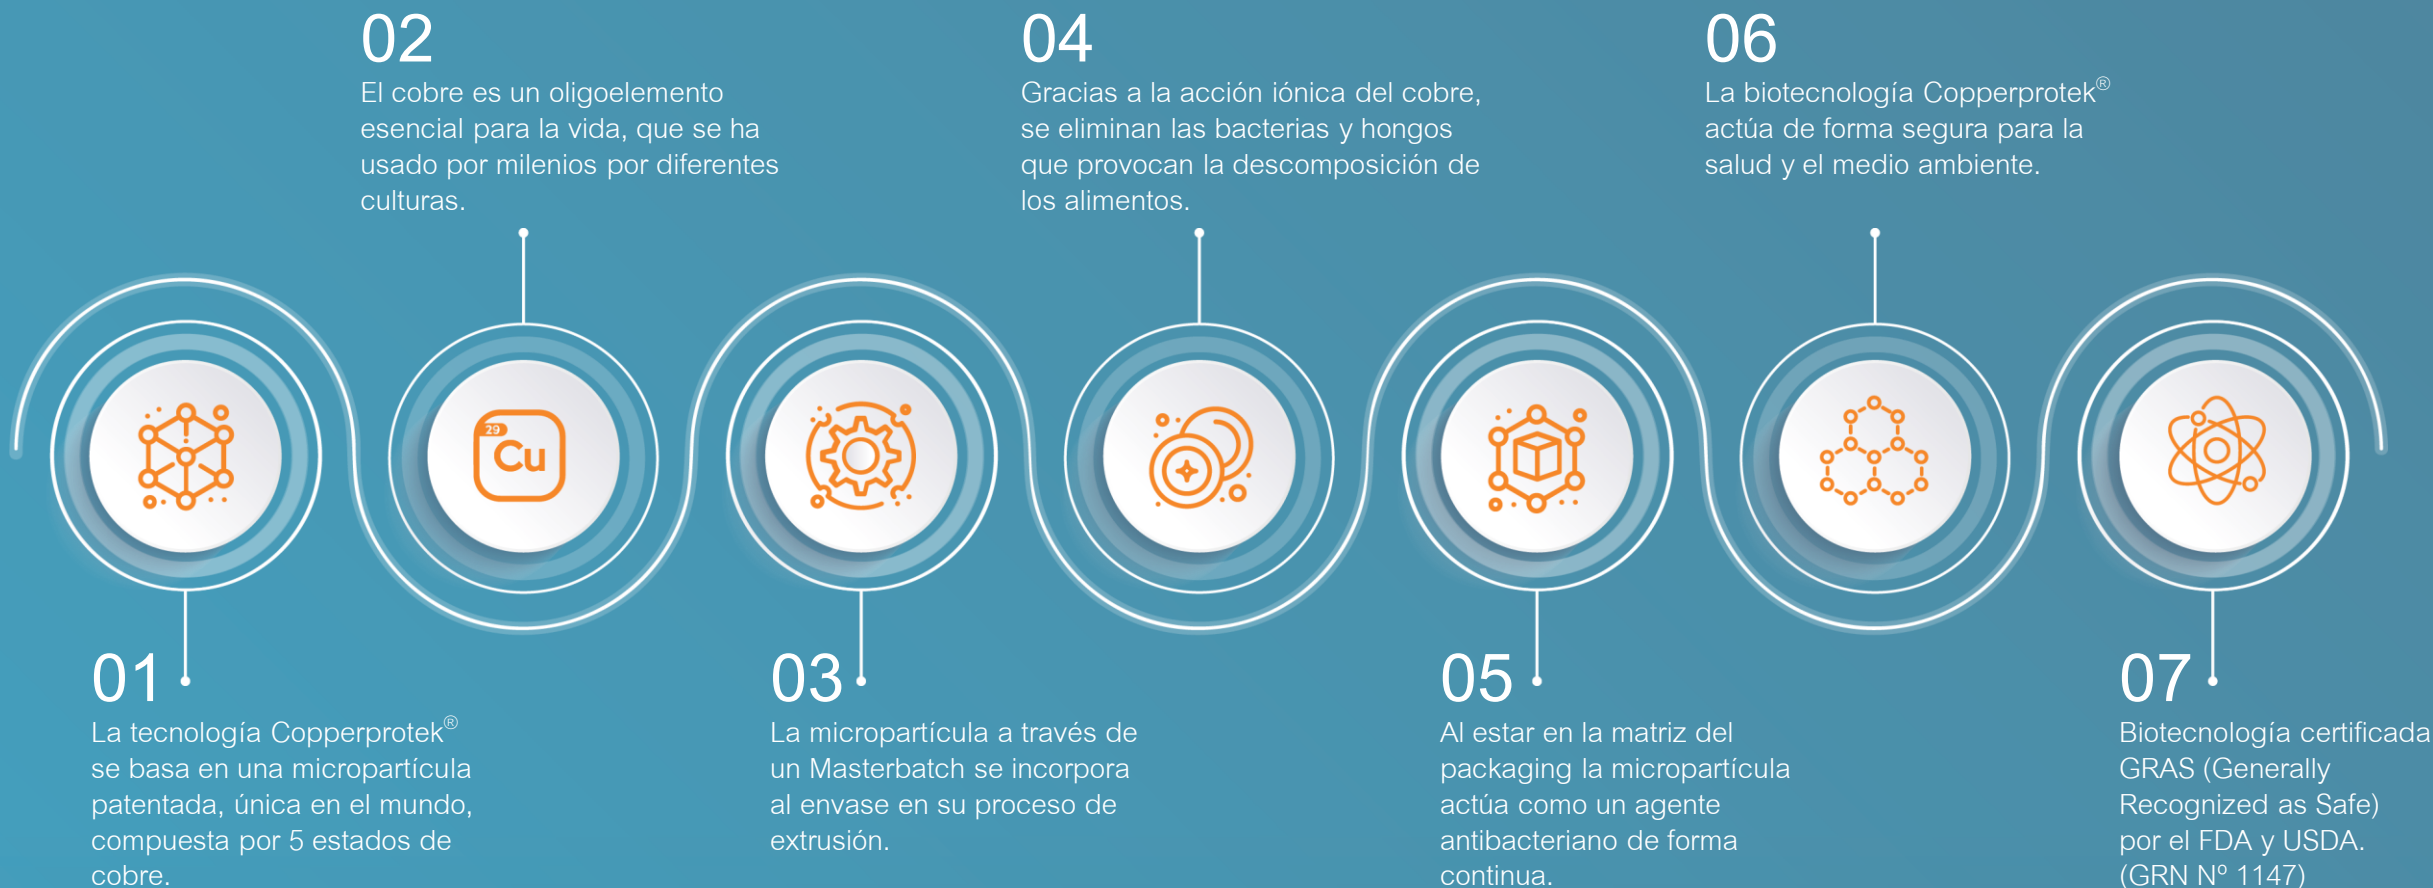 01
La tecnología Copperprotek®
se basa en una micropartícula
patentada, única en el mundo,
compuesta por 5 estados de
cobre.
02
El cobre es un oligoelemento
esencial para la vida, que se ha
usado por milenios por diferentes
culturas.
29
Cu
03
La micropartícula a través de
un Masterbatch se incorpora
al envase en su proceso de
extrusión.
04
Gracias a la acción iónica del cobre,
se eliminan las bacterias y hongos
que provocan la descomposición de
los alimentos.
05
Al estar en la matriz del
packaging la micropartícula
actúa como un agente
antibacteriano de forma
continua.
06
La biotecnología Copperprotek®
actúa de forma segura para la
salud y el medio ambiente.
07
Biotecnología certificada
GRAS (Generally
Recognized as Safe)
por el FDA y USDA.
(GRN Nº 1147)